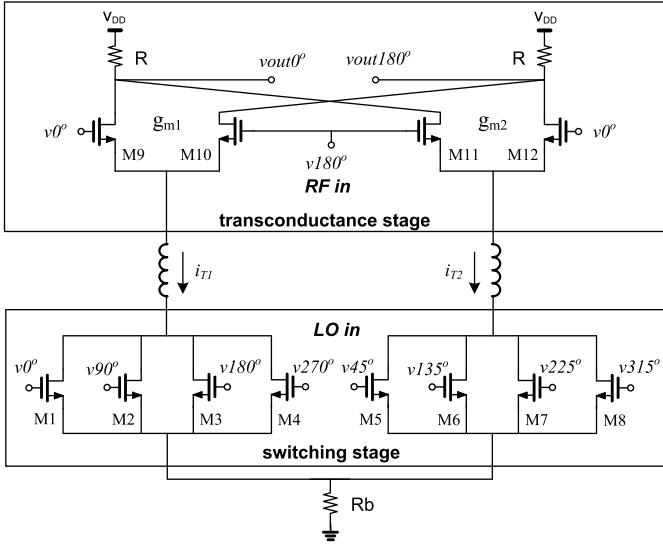 VDD VDD
R vout0° vout180° R
v0° gm1 gm2 v0°
M9 M10 v180° M11 M12
RF in
transconductance stage
iT1 iT2
LO in
v0° v90° v180° v270° v45° v135° v225° v315°
M1 M2 M3 M4 M5 M6 M7 M8
switching stage
Rb